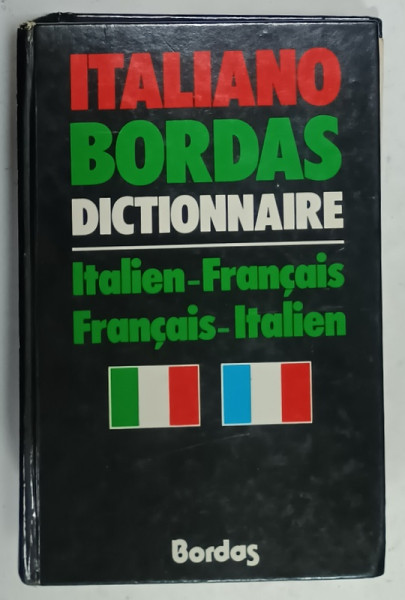 ITALIANO
BORDAS
DICTIONNAIRE
Italien-Français
Français-Italien
Bordas